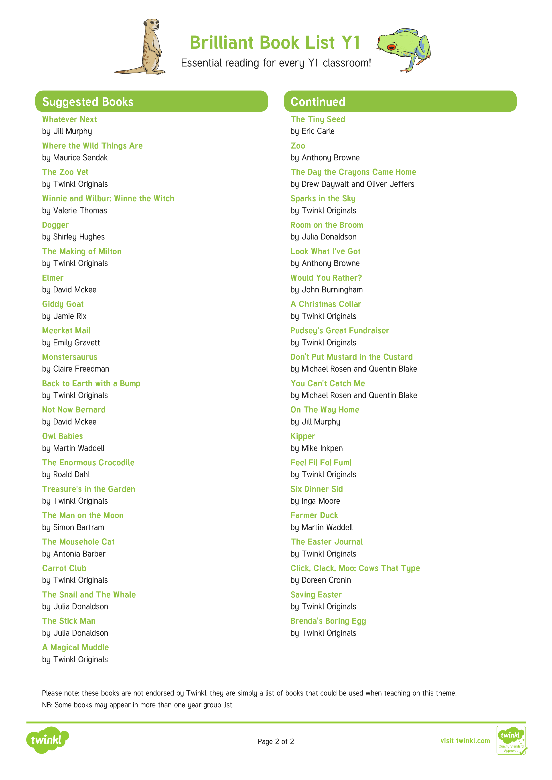 Brilliant Book List Y1
Essential reading for every Y1 classroom!
Suggested Books
Whatever Next
by Jill Murphy
Where the Wild Things Are
by Maurice Sendak
The Zoo Vet
by Twinkl Originals
Winnie and Wilbur: Winne the Witch
by Valerie Thomas
Dogger
by Shirley Hughes
The Making of Milton
by Twinkl Originals
Elmer
by David Mckee
Giddy Goat
by Jamie Rix
Meerkat Mail
by Emily Gravett
Monstersaurus
by Claire Freedman
Back to Earth with a Bump
by Twinkl Originals
Not Now Bernard
by David Mckee
Owl Babies
by Martin Waddell
The Enormous Crocodile
by Roald Dahl
Treasure's in the Garden
by Twinkl Originals
The Man on the Moon
by Simon Bartram
The Mousehole Cat
by Antonia Barber
Carrot Club
by Twinkl Originals
The Snail and The Whale
by Julia Donaldson
The Stick Man
by Julia Donaldson
A Magical Muddle
by Twinkl Originals
Continued
The Tiny Seed
by Eric Carle
Zoo
by Anthony Browne
The Day the Crayons Came Home
by Drew Daywalt and Oliver Jeffers
Sparks in the Sky
by Twinkl Originals
Room on the Broom
by Julia Donaldson
Look What I've Got
by Anthony Browne
Would You Rather?
by John Burningham
A Christmas Collar
by Twinkl Originals
Pudsey's Great Fundraiser
by Twinkl Originals
Don't Put Mustard in the Custard
by Michael Rosen and Quentin Blake
You Can't Catch Me
by Michael Rosen and Quentin Blake
On The Way Home
by Jill Murphy
Kipper
by Mike Inkpen
Fee! Fi! Fo! Fum!
by Twinkl Originals
Six Dinner Sid
by Inga Moore
Farmer Duck
by Martin Waddell
The Easter Journal
by Twinkl Originals
Click, Clack, Moo: Cows That Type
by Doreen Cronin
Saving Easter
by Twinkl Originals
Brenda's Boring Egg
by Twinkl Originals
Please note: these books are not endorsed by Twinkl, they are simply a list of books that could be used when teaching on this theme.
NB: Some books may appear in more than one year group list.
twinkl
Page 2 of 2
visit twinkl.com
twinkl